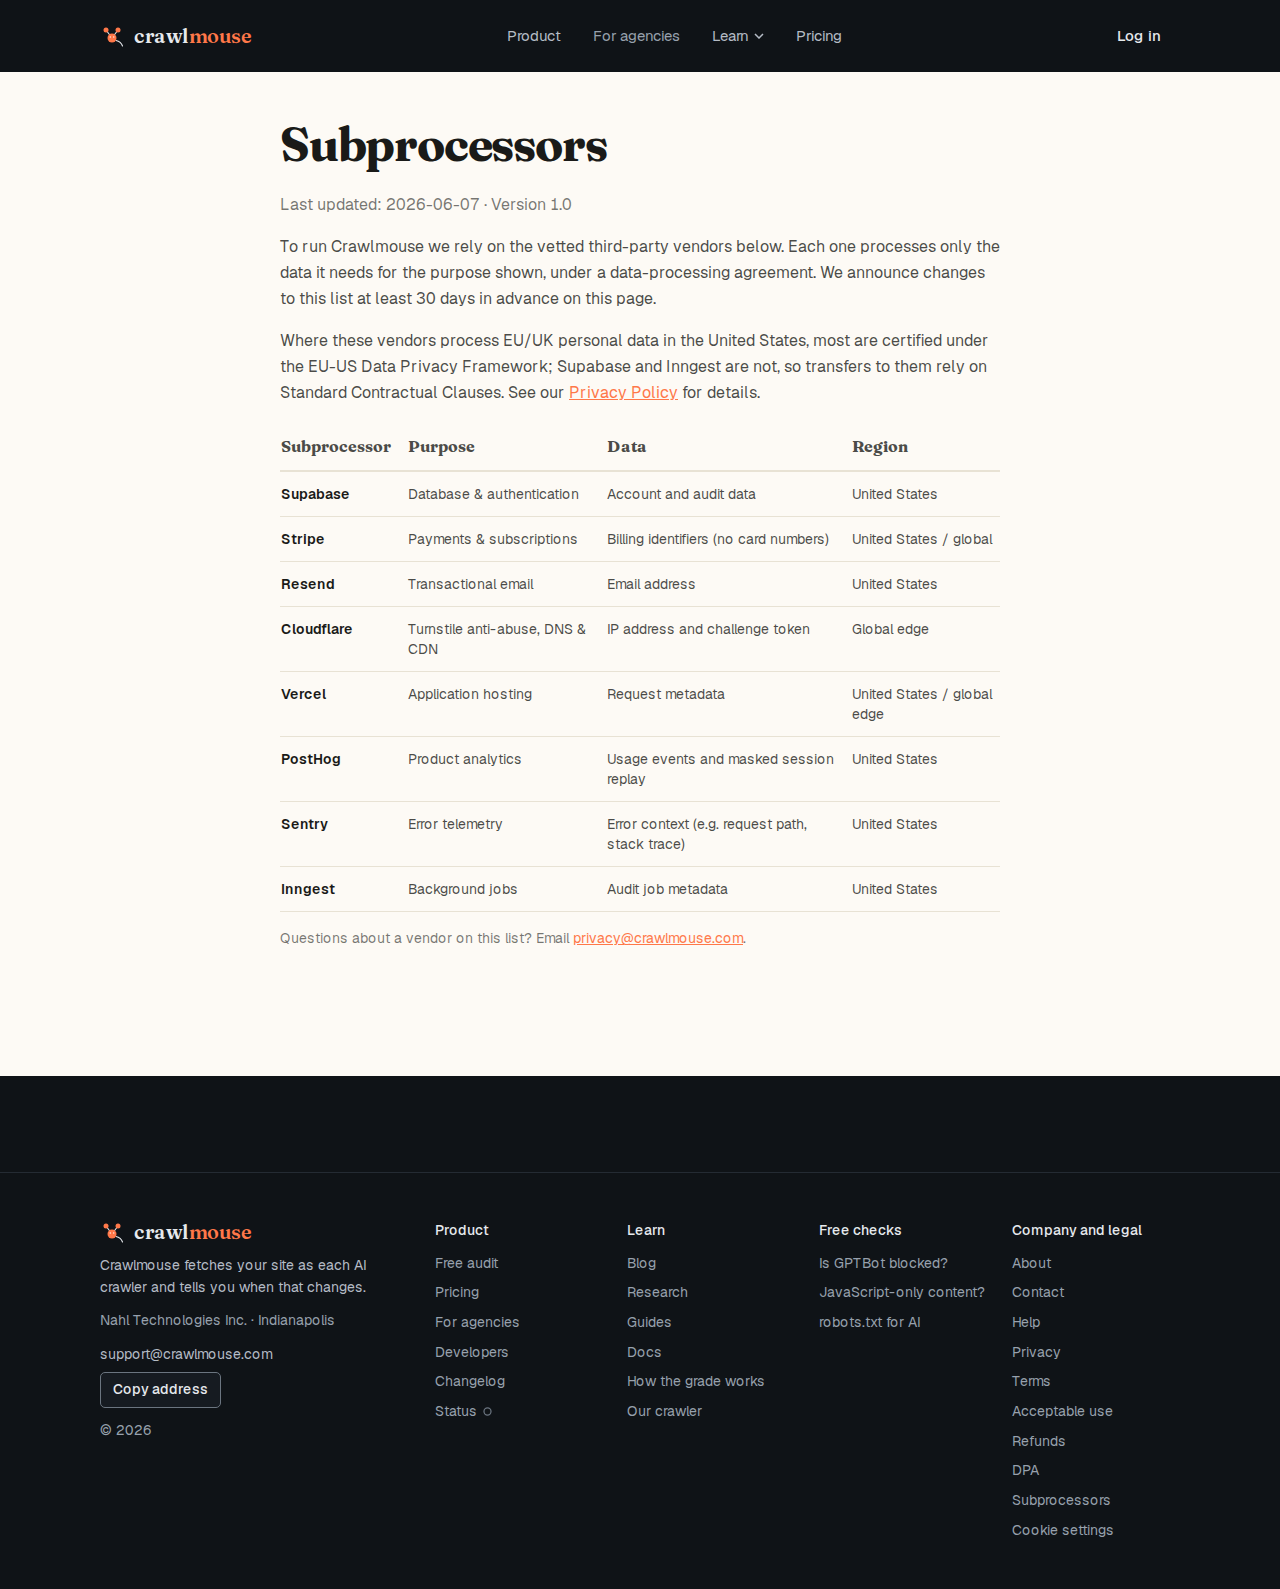 crawlmouse
Product
For agencies
Learn
Pricing
Log in
Subprocessors
Last updated: 2026-06-07 · Version 1.0
To run Crawlmouse we rely on the vetted third-party vendors below. Each one processes only the
data it needs for the purpose shown, under a data-processing agreement. We announce changes
to this list at least 30 days in advance on this page.
Where these vendors process EU/UK personal data in the United States, most are certified under
the EU-US Data Privacy Framework; Supabase and Inngest are not, so transfers to them rely on
Standard Contractual Clauses. See our Privacy Policy for details.
Subprocessor Purpose Data Region
Supabase Database & authentication Account and audit data United States
Stripe Payments & subscriptions Billing identifiers (no card numbers) United States / global
Resend Transactional email Email address United States
Cloudflare Turnstile anti-abuse, DNS & IP address and challenge token Global edge
CDN
Vercel Application hosting Request metadata United States / global
edge
PostHog Product analytics Usage events and masked session United States
replay
Sentry Error telemetry Error context (e.g. request path, United States
stack trace)
Inngest Background jobs Audit job metadata United States
Questions about a vendor on this list? Email privacy@crawlmouse.com.
crawlmouse
Crawlmouse fetches your site as each AI
crawler and tells you when that changes.
Nahl Technologies Inc. · Indianapolis
support@crawlmouse.com
Copy address
© 2026
Product
Free audit
Pricing
For agencies
Developers
Changelog
Status
Learn
Blog
Research
Guides
Docs
How the grade works
Our crawler
Free checks
Is GPTBot blocked?
JavaScript-only content?
robots.txt for AI
Company and legal
About
Contact
Help
Privacy
Terms
Acceptable use
Refunds
DPA
Subprocessors
Cookie settings